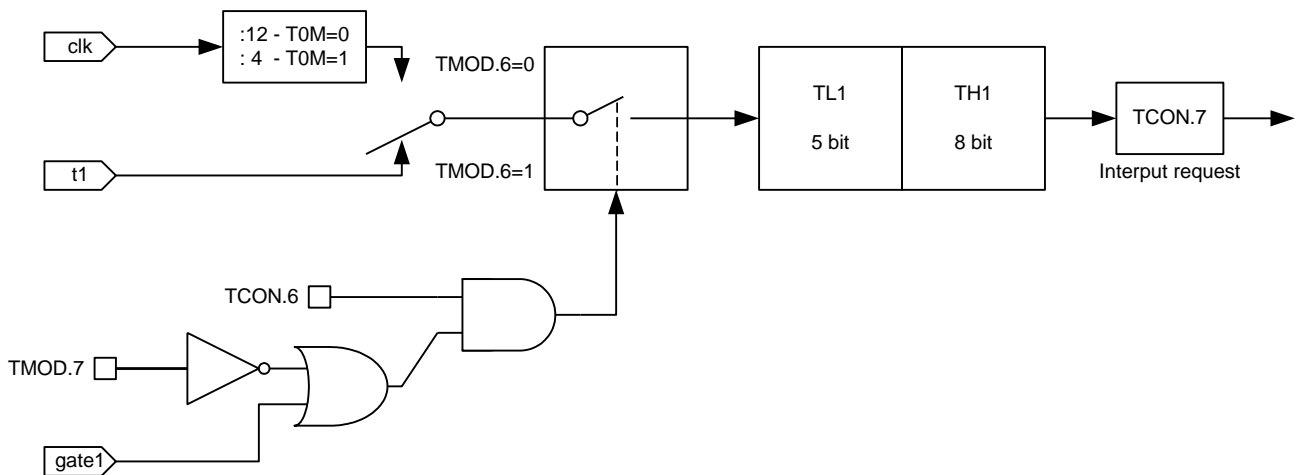 clk
:12 - T0M=0
: 4 - T0M=1
TMOD.6=0
t1
TMOD.6=1
TL1
5 bit
TH1
8 bit
TCON.7
Interput request
TCON.6
TMOD.7
gate1